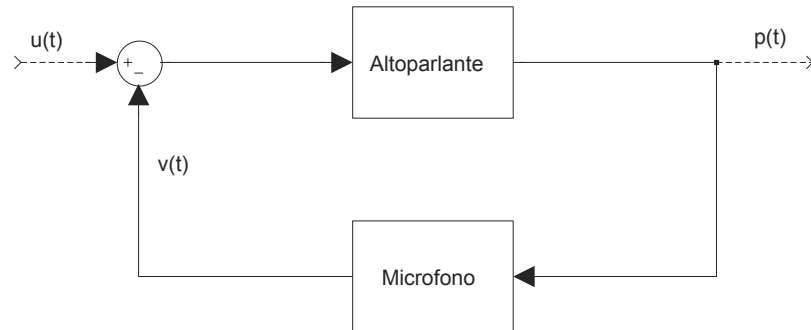 u(t)
p(t)
+
−
Altoparlante
v(t)
Microfono